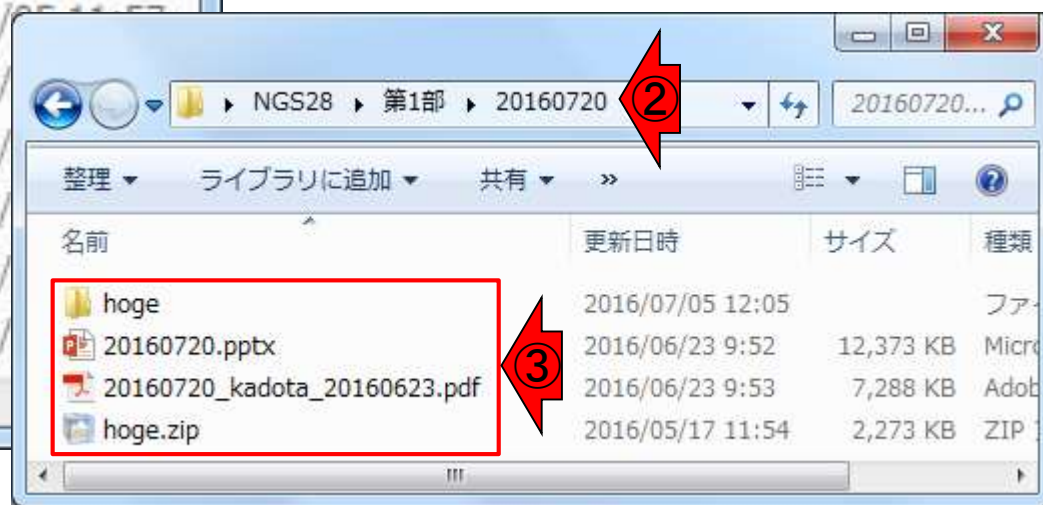 NGS28 第1部 20160720 ② 20160720...
整理 ライブラリに追加 共有 »
名前 更新日時 サイズ 種類
hoge 2016/07/05 12:05
20160720.pptx 2016/06/23 9:52 12,373 KB
20160720_kadota_20160623.pdf 2016/06/23 9:53 7,288 KB
hoge.zip 2016/05/17 11:54 2,273 KB ZIP
③